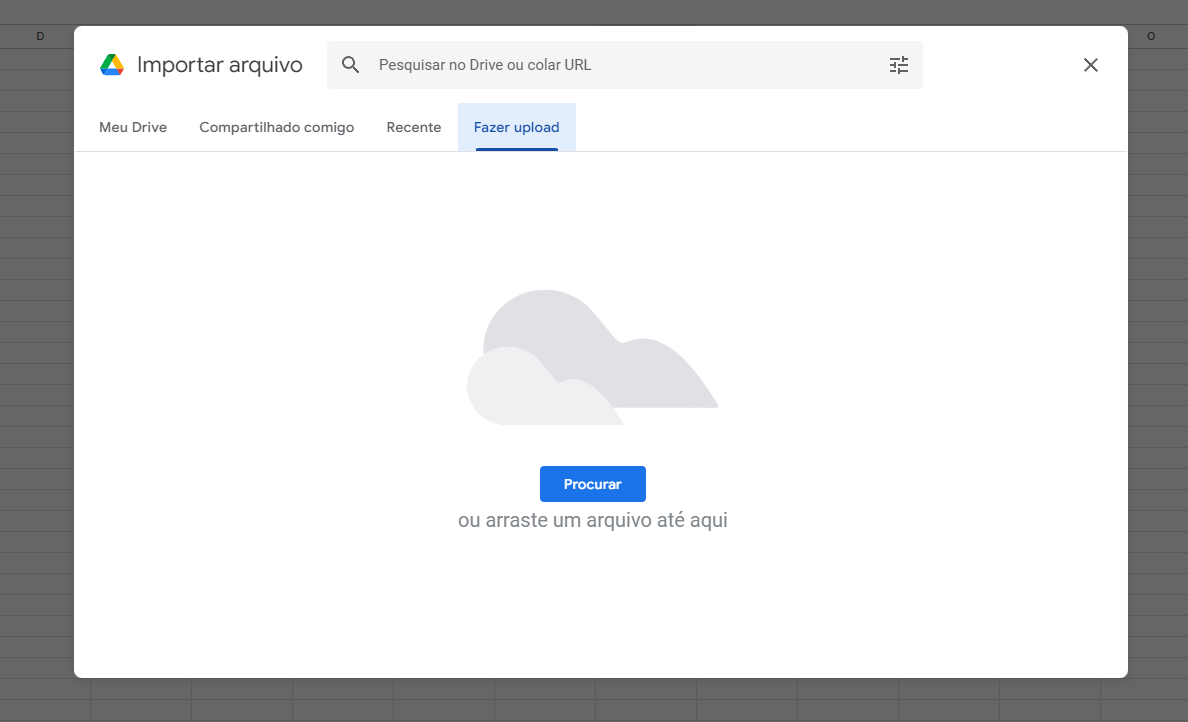 D
O
Importar arquivo
Pesquisar no Drive ou colar URL
Meu Drive
Compartilhado comigo
Recente
Fazer upload
Procurar
ou arraste um arquivo até aqui